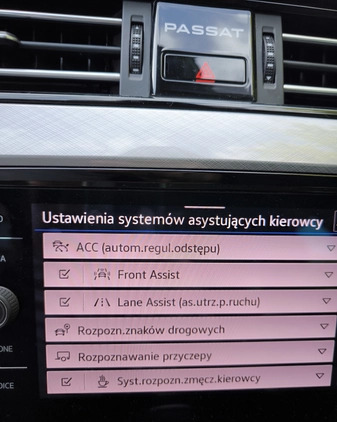 PASSAT
Ustawienia systemów asystujących kierowcy
ACC (autom.regul.odstępu)
Front Assist
Lane Assist (as.utrz.p.ruchu)
Rozpozn.znaków drogowych
Rozpoznawanie przyczepy
Syst.rozpozn.zmęcz.kierowcy